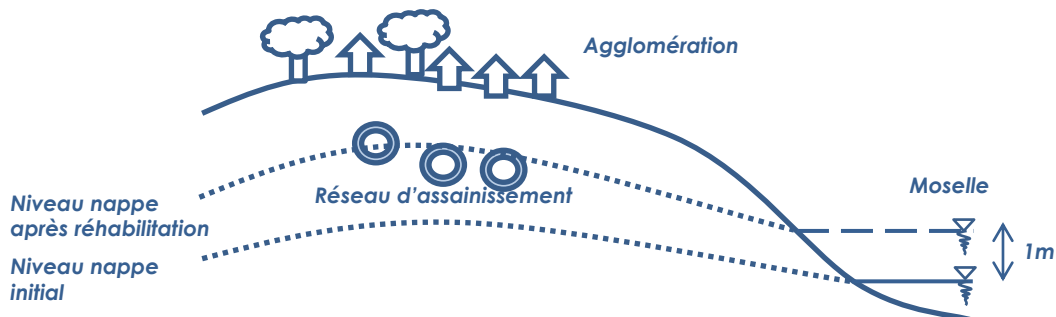 Agglomération
Réseau d'assainissement
Moselle
Niveau nappe
après réhabilitation
1m
Niveau nappe
initial